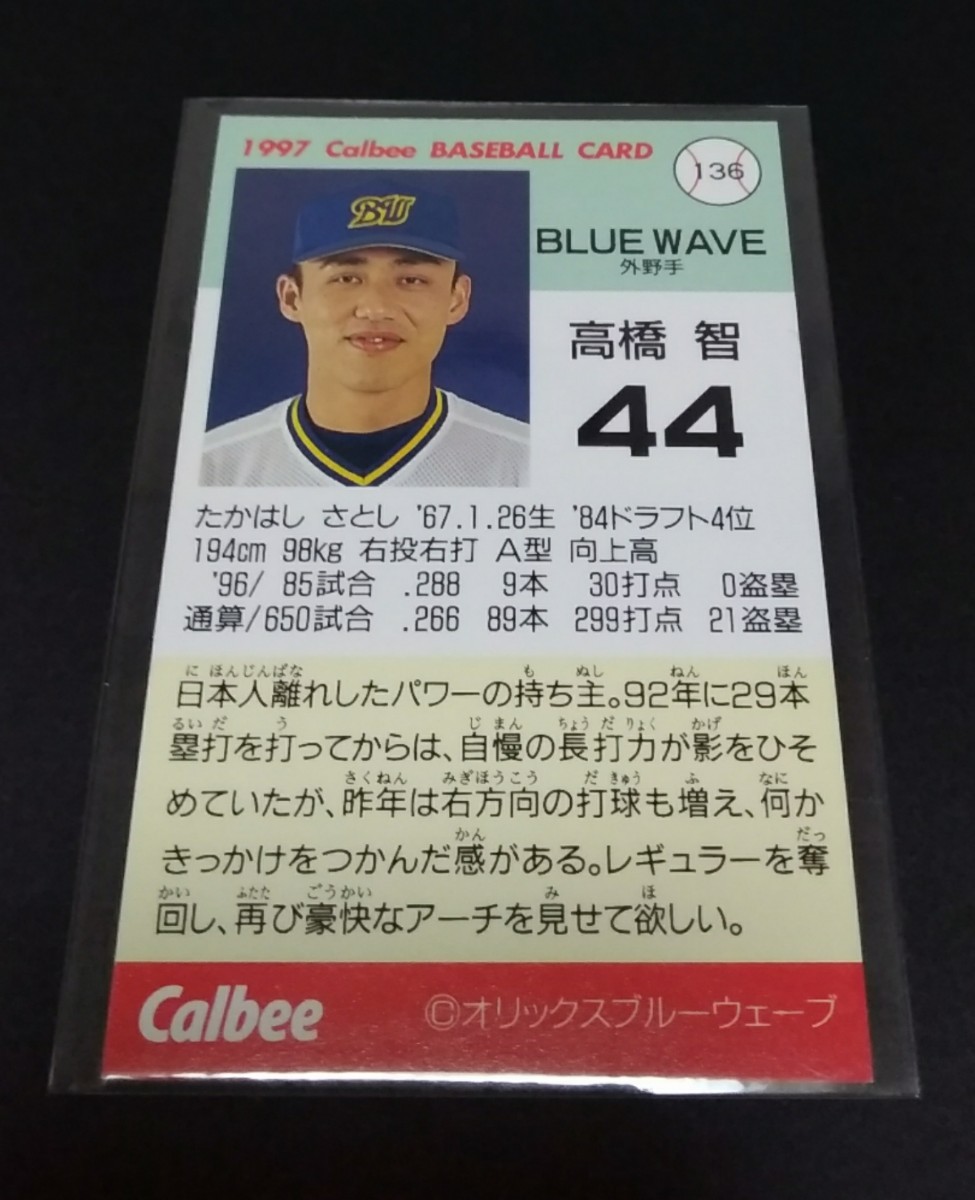 1997 Calbee BASEBALL CARD
136
BW
BLUE WAVE
外野手
高橋 智
44
たかはし さとし '67.1.26生 '84ドラフト4位
194cm 98kg 右投右打 A型 向上高
'96/ 85試合 .288 9本 30打点 0盗塁
通算/650試合 .266 89本 299打点 21盗塁
に ほんじんばな も ぬし ねん ほん
日本人離れしたパワーの持ち主。92年に29本
るい だ う じ まん ちょう だ りょく かげ
塁打を打ってからは、自慢の長打力が影をひそ
さくねん みぎほうこう だ きゅう ふ なに
めていたが、昨年は右方向の打球も増え、何か
かん だっ
きっかけをつかんだ感がある。レギュラーを奪
かい ふたた ごうかい み ほ
回し、再び豪快なアーチを見せて欲しい。
Calbee
©オリックスブルーウェーブ